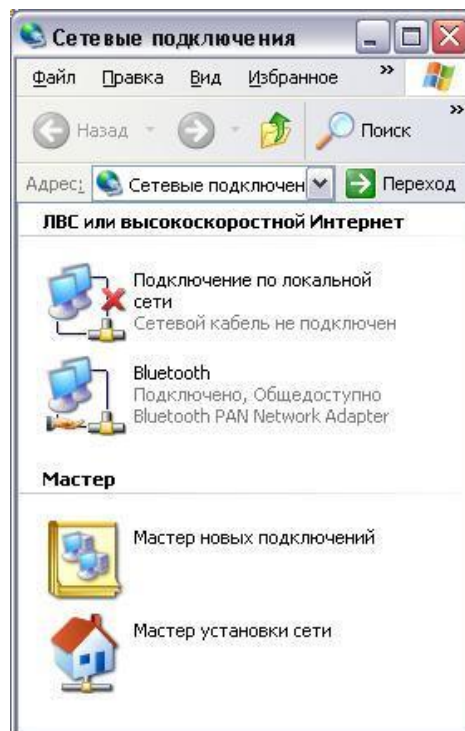 Сетевые подключения
Файл Правка Вид Избранное »
Назад Поиск »
Адрес: Сетевые подключен Переход
ЛВС или высокоскоростной Интернет
Подключение по локальной
сети
Сетевой кабель не подключен
Bluetooth
Подключено, Общедоступно
Bluetooth PAN Network Adapter
Мастер
Мастер новых подключений
Мастер установки сети